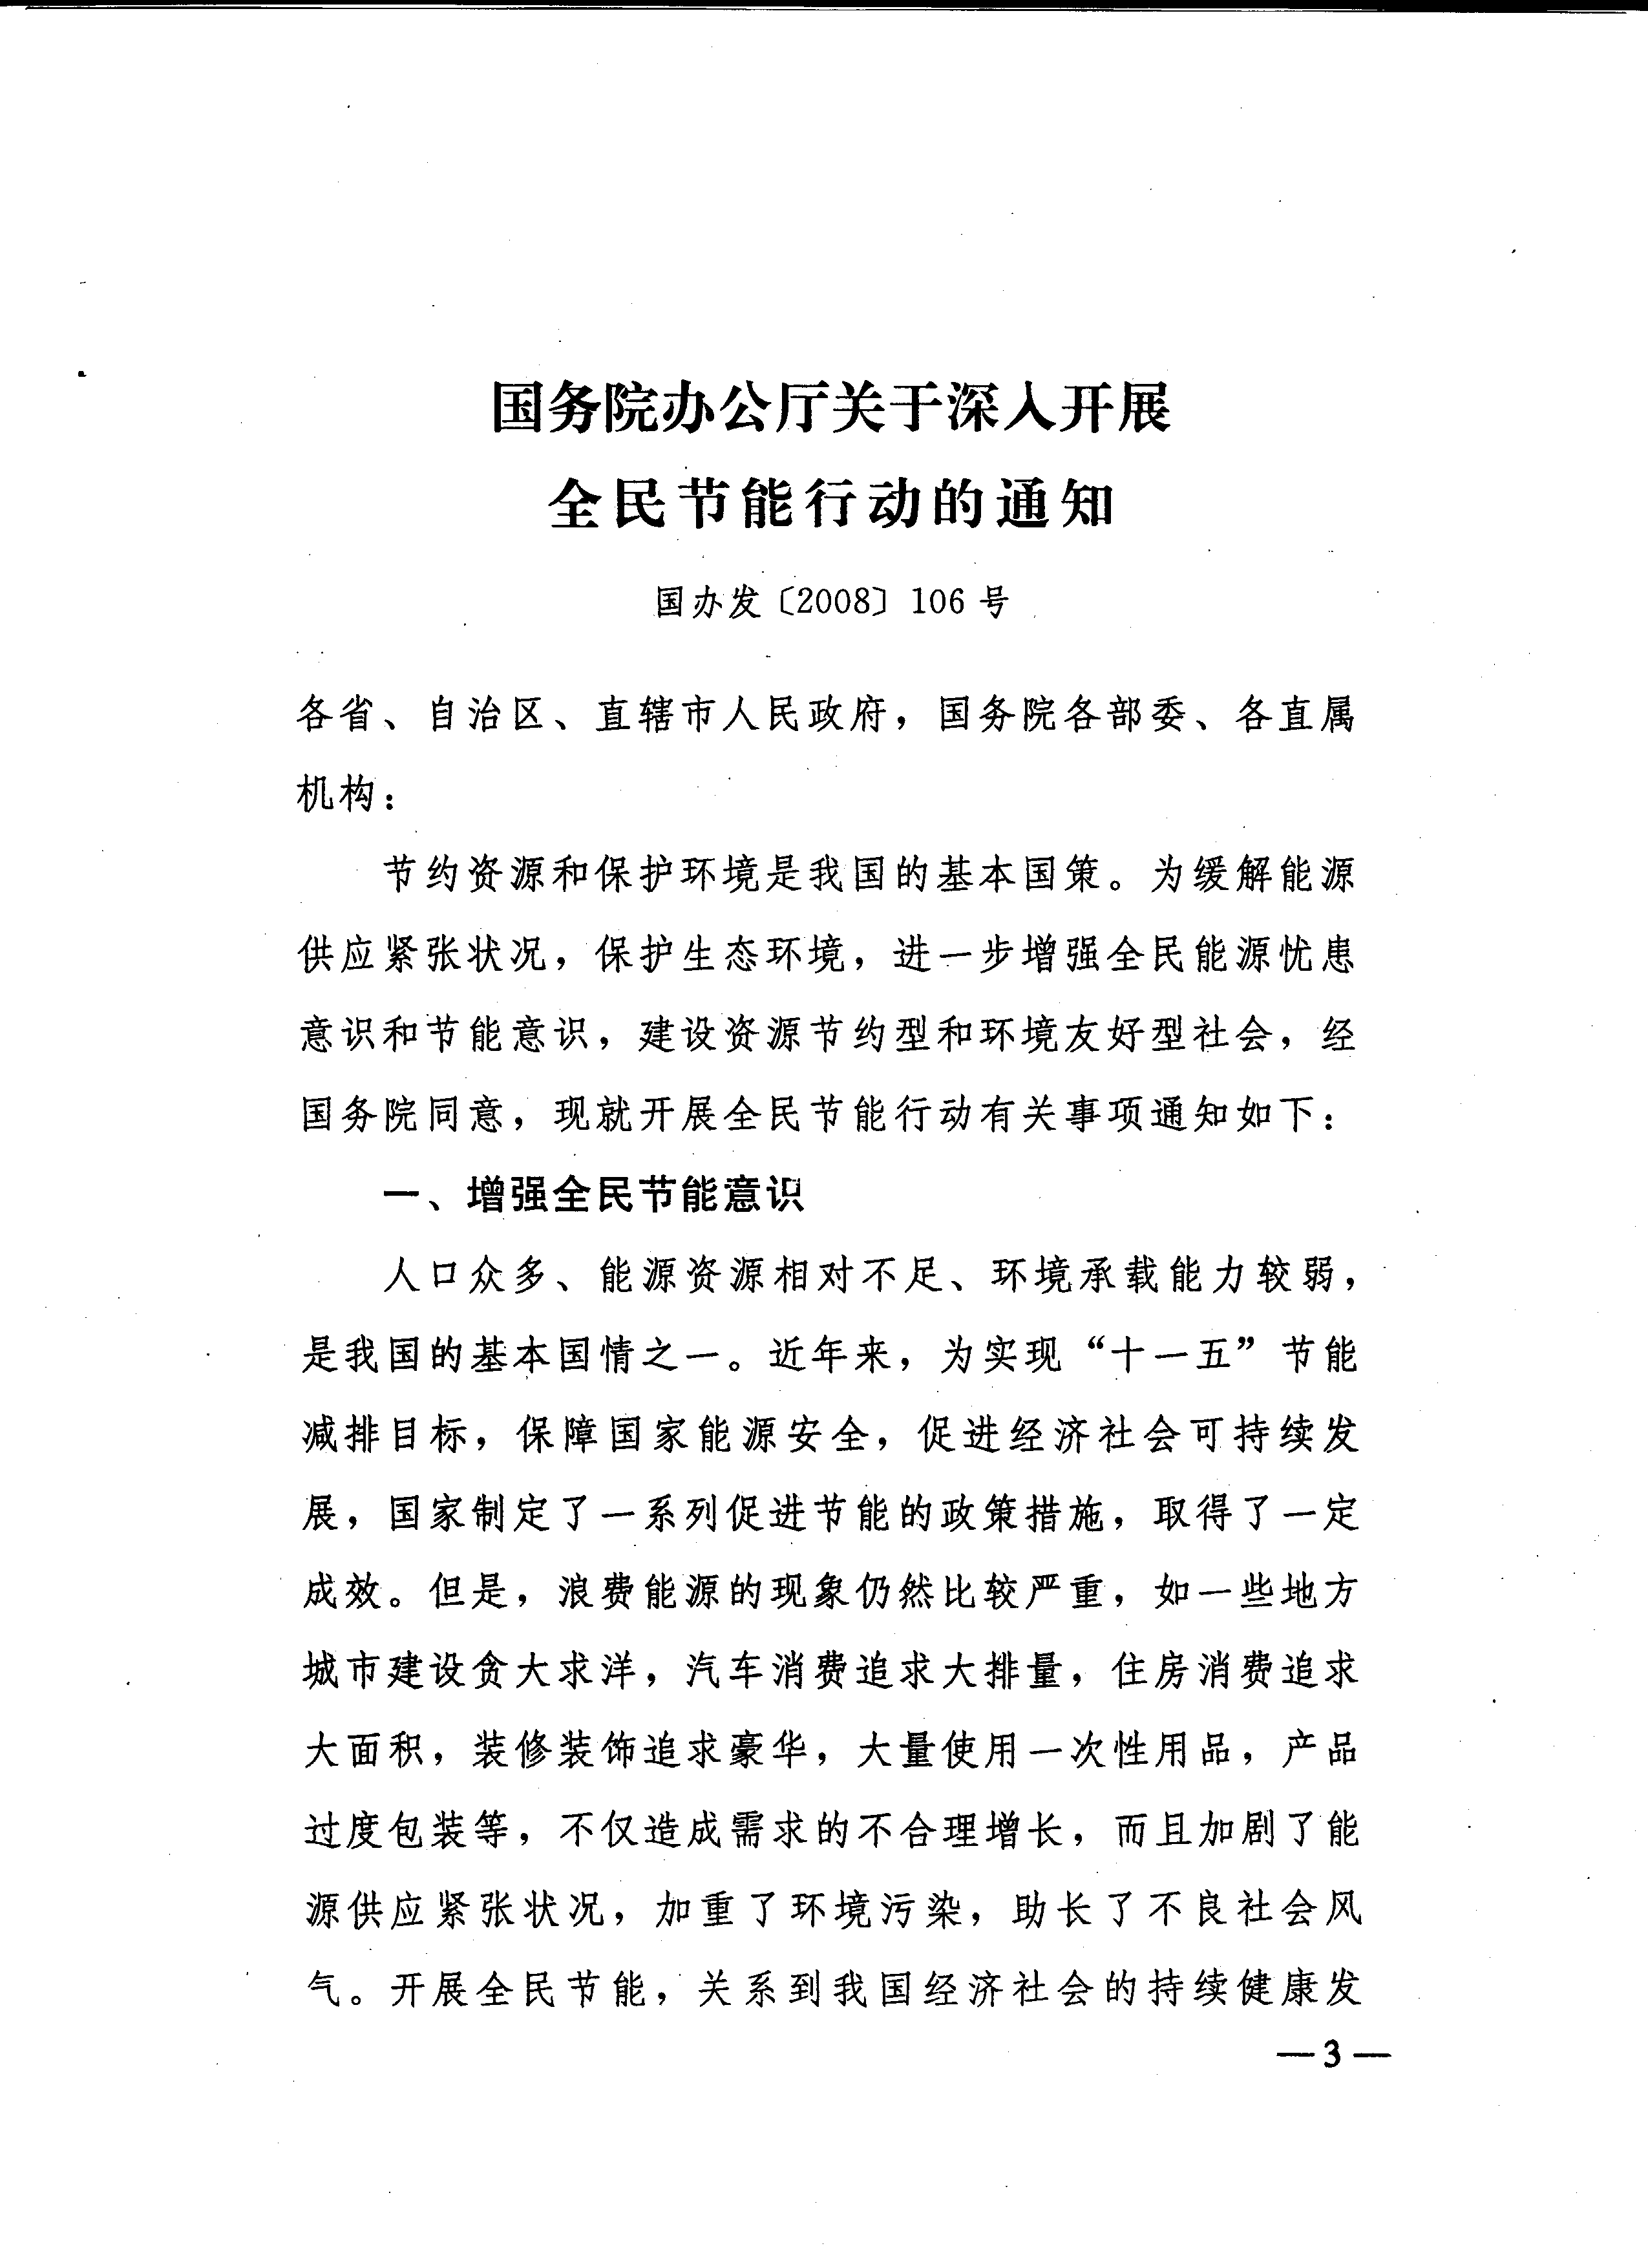 国务院办公厅关于深入开展
全民节能行动的通知
国办发〔2008〕106号
各省、自治区、直辖市人民政府，国务院各部委、各直属
机构：
节约资源和保护环境是我国的基本国策。为缓解能源
供应紧张状况，保护生态环境，进一步增强全民能源忧患
意识和节能意识，建设资源节约型和环境友好型社会，经
国务院同意，现就开展全民节能行动有关事项通知如下：
一、增强全民节能意识
人口众多、能源资源相对不足、环境承载能力较弱，
是我国的基本国情之一。近年来，为实现“十一五”节能
减排目标，保障国家能源安全，促进经济社会可持续发
展，国家制定了一系列促进节能的政策措施，取得了一定
成效。但是，浪费能源的现象仍然比较严重，如一些地方
城市建设贪大求洋，汽车消费追求大排量，住房消费追求
大面积，装修装饰追求豪华，大量使用一次性用品，产品
过度包装等，不仅造成需求的不合理增长，而且加剧了能
源供应紧张状况，加重了环境污染，助长了不良社会风
气。开展全民节能，关系到我国经济社会的持续健康发
—3—